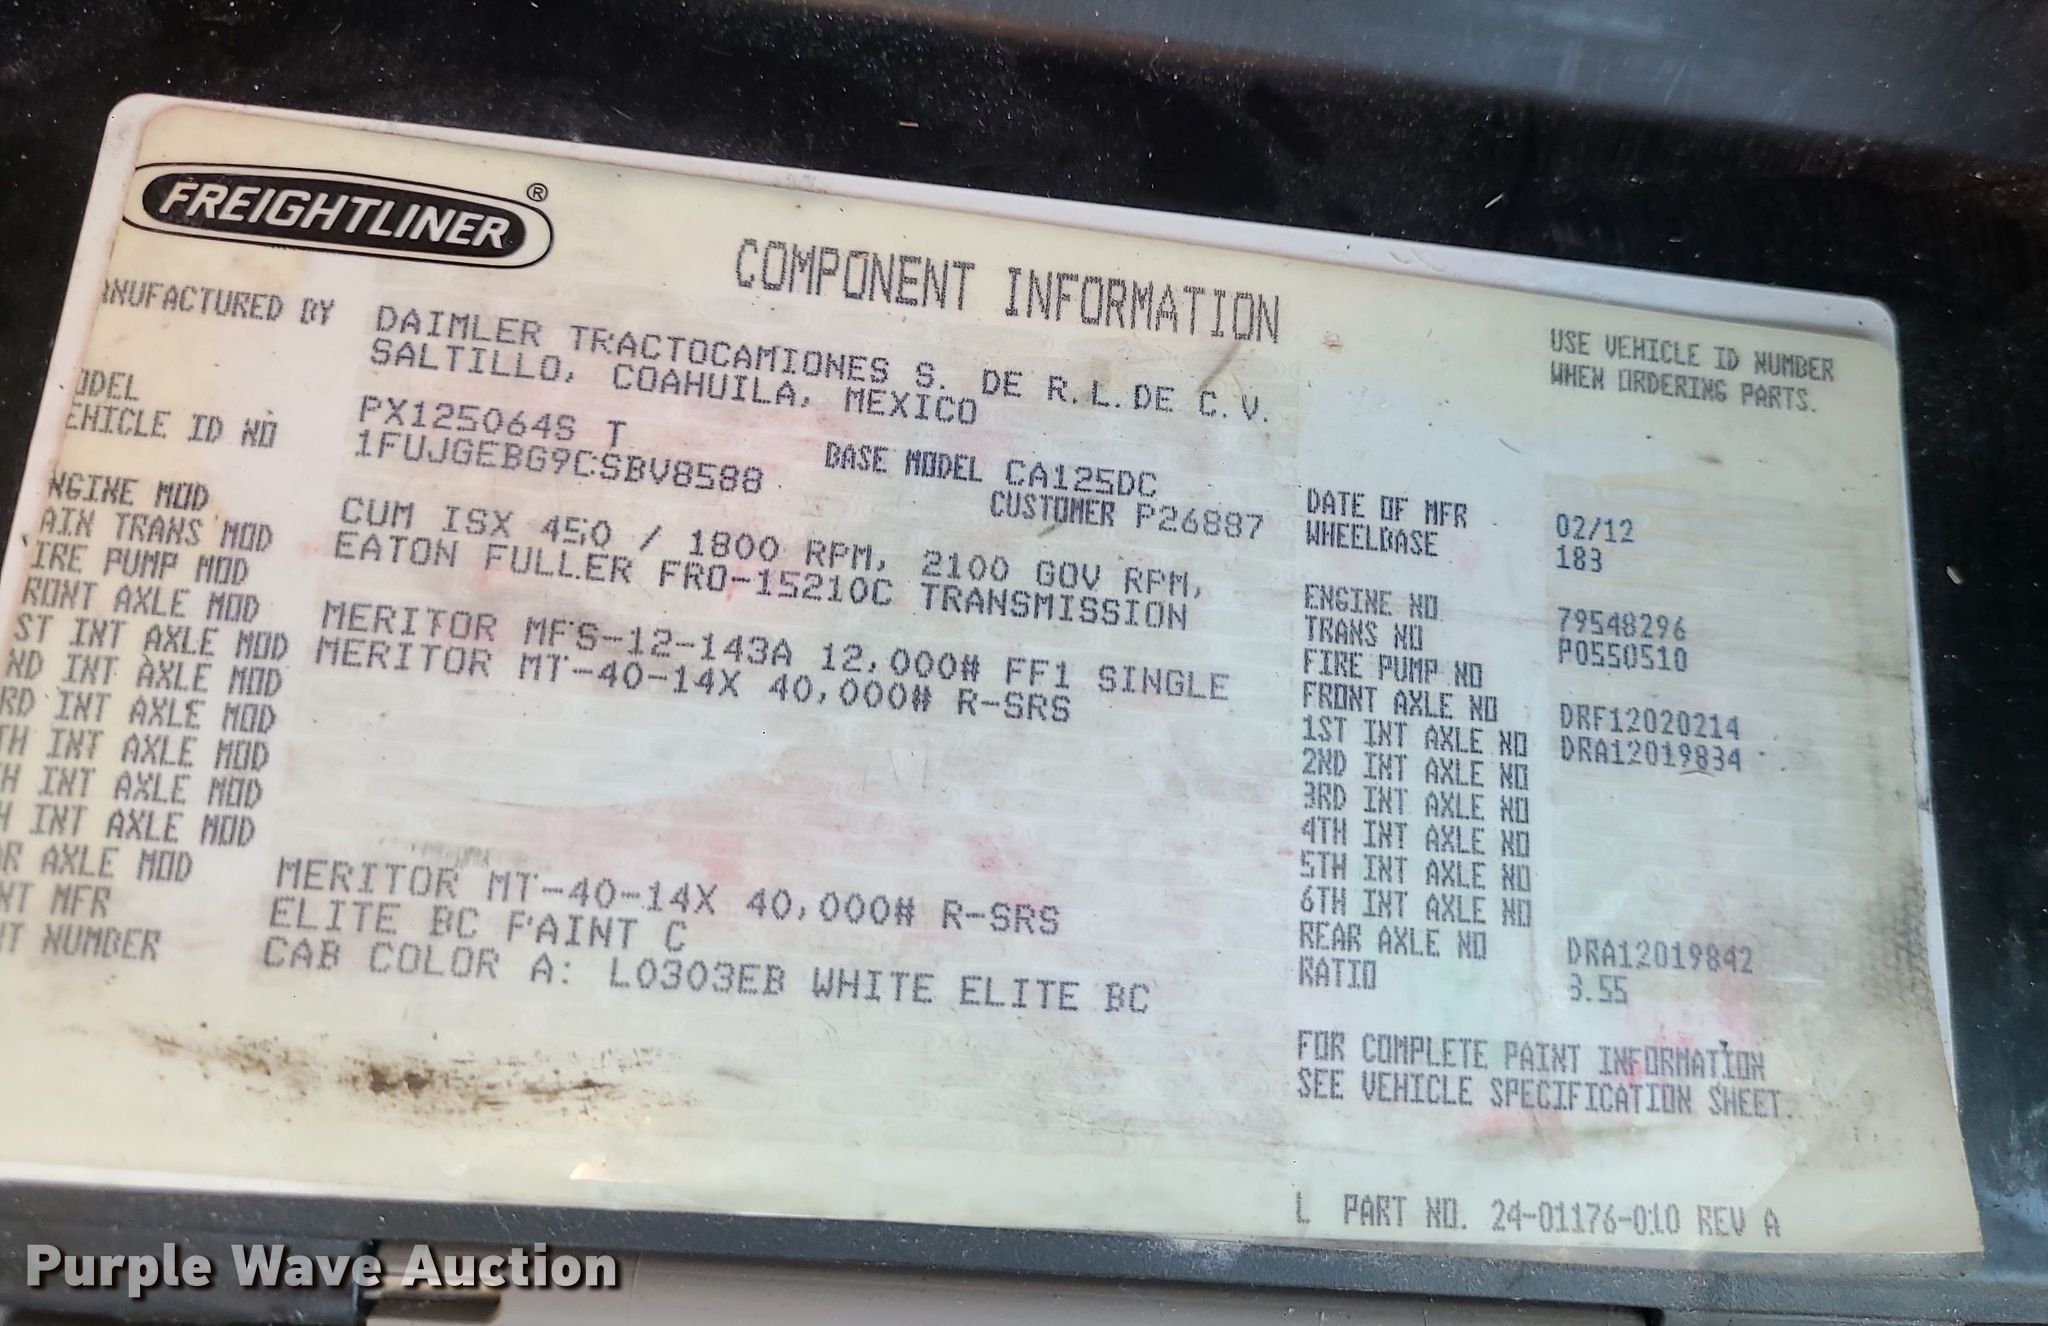 FREIGHTLINER®
COMPONENT INFORMATION
USE VEHICLE ID NUMBER
WHEN ORDERING PARTS.
ANUFACTURED BY DAIMLER TRACTOCAMIONES S. DE R.L.DE C.V.
SALTILLO, COAHUILA, MEXICO
ODEL PX125064S T BASE MODEL CA125DC
EHICLE ID NO 1FUJGEBG9CSBV8588 CUSTOMER P26887
DATE OF MFR 02/12
WHEELBASE 183
NGINE MOD CUM ISX 450 / 1800 RPM, 2100 GOV RPM,
AIN TRANS MOD EATON FULLER FRO-15210C TRANSMISSION
IRE PUMP MOD
RONT AXLE MOD MERITOR MFS-12-143A 12,000# FF1 SINGLE
ST INT AXLE MOD MERITOR MT-40-14X 40,000# R-SRS
ND INT AXLE MOD
RD INT AXLE MOD
TH INT AXLE MOD
H INT AXLE MOD
H INT AXLE MOD
R AXLE MOD MERITOR MT-40-14X 40,000# R-SRS
NT MFR ELITE BC PAINT C
NT NUMBER CAB COLOR A: L0303EB WHITE ELITE BC
ENGINE NO 79548296
TRANS NO P0550510
FIRE PUMP NO
FRONT AXLE NO DRF12020214
1ST INT AXLE NO DRA12019834
2ND INT AXLE NO
3RD INT AXLE NO
4TH INT AXLE NO
5TH INT AXLE NO
6TH INT AXLE NO
REAR AXLE NO DRA12019842
RATIO 3.55
FOR COMPLETE PAINT INFORMATION
SEE VEHICLE SPECIFICATION SHEET.
L PART NO. 24-01176-010 REV A
Purple Wave Auction